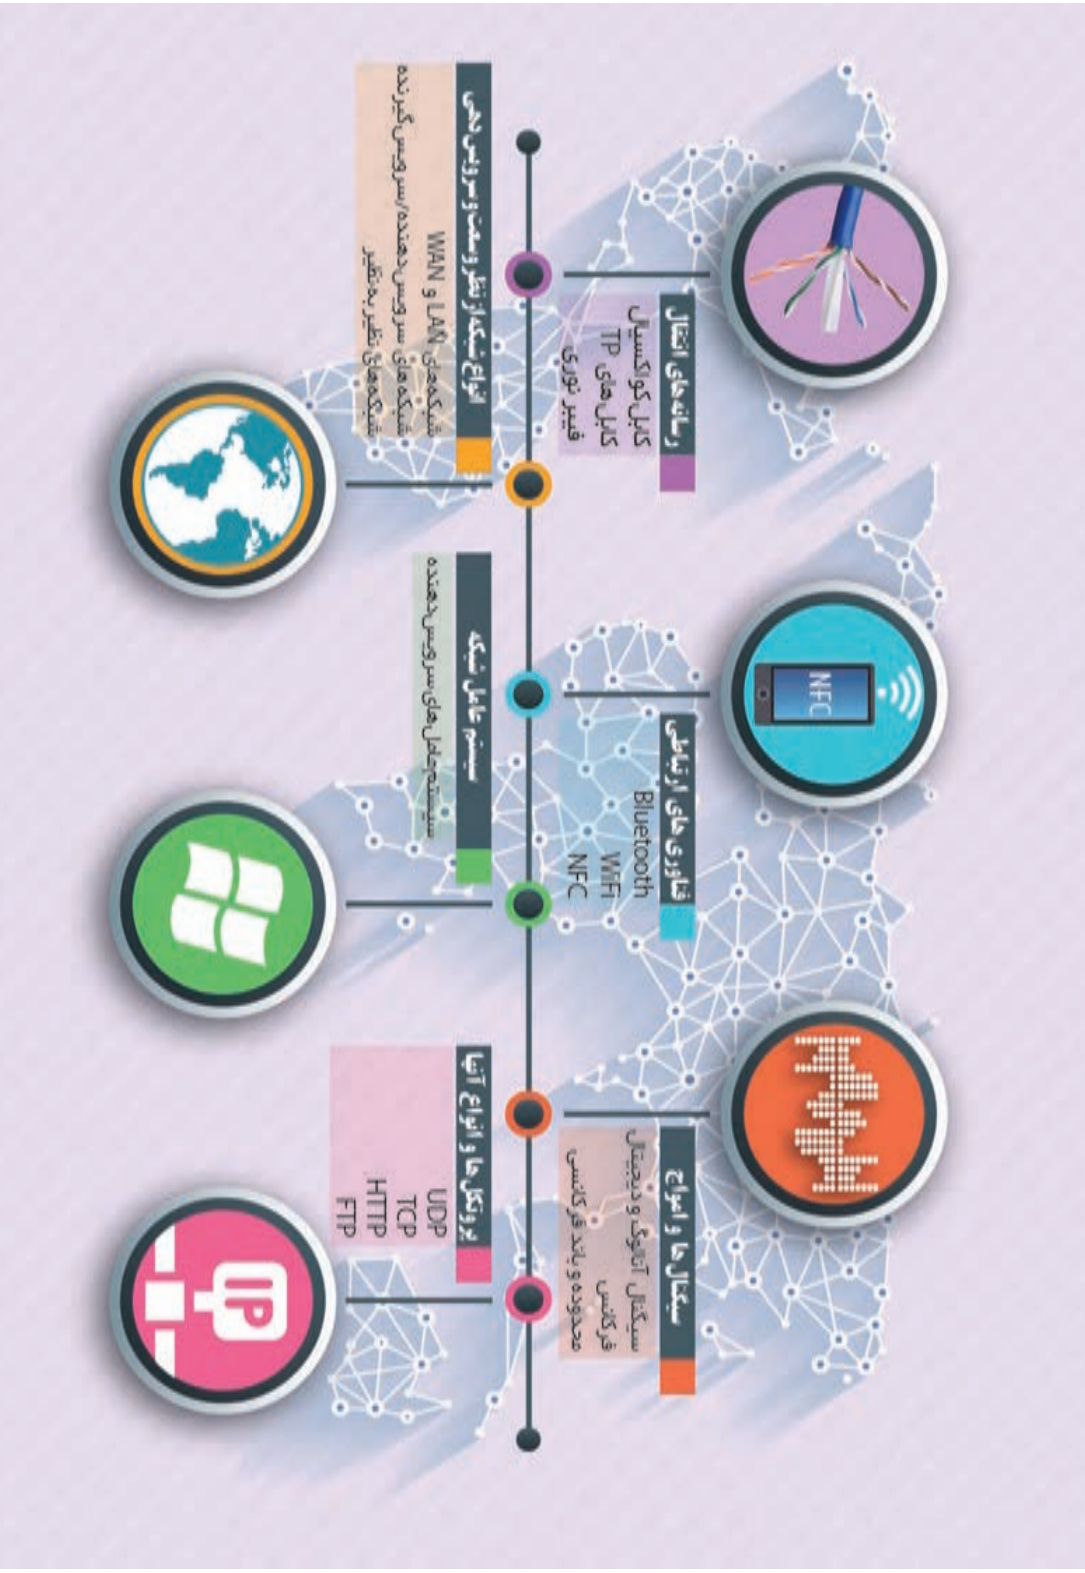 رسانه‌های انتقال
کابل کواکسیال
کابل‌های TP
فیبر نوری
NFC
فناوری‌های ارتباطی
Bluetooth
WiFi
NFC
سیگنال‌ها و امواج
سیگنال آنالوگ و دیجیتال
فرکانس
محدوده و باند فرکانسی
انواع شبکه از نظر وسعت و سرویس‌دهی
شبکه‌های LAN و WAN
شبکه‌های سرویس‌دهنده/سرویس‌گیرنده
شبکه‌های نظیر به نظیر
سیستم عامل شبکه
سیستم‌عامل‌های سرویس‌دهنده
پروتکل‌ها و انواع آنها
UDP
TCP
HTTP
FTP
IP